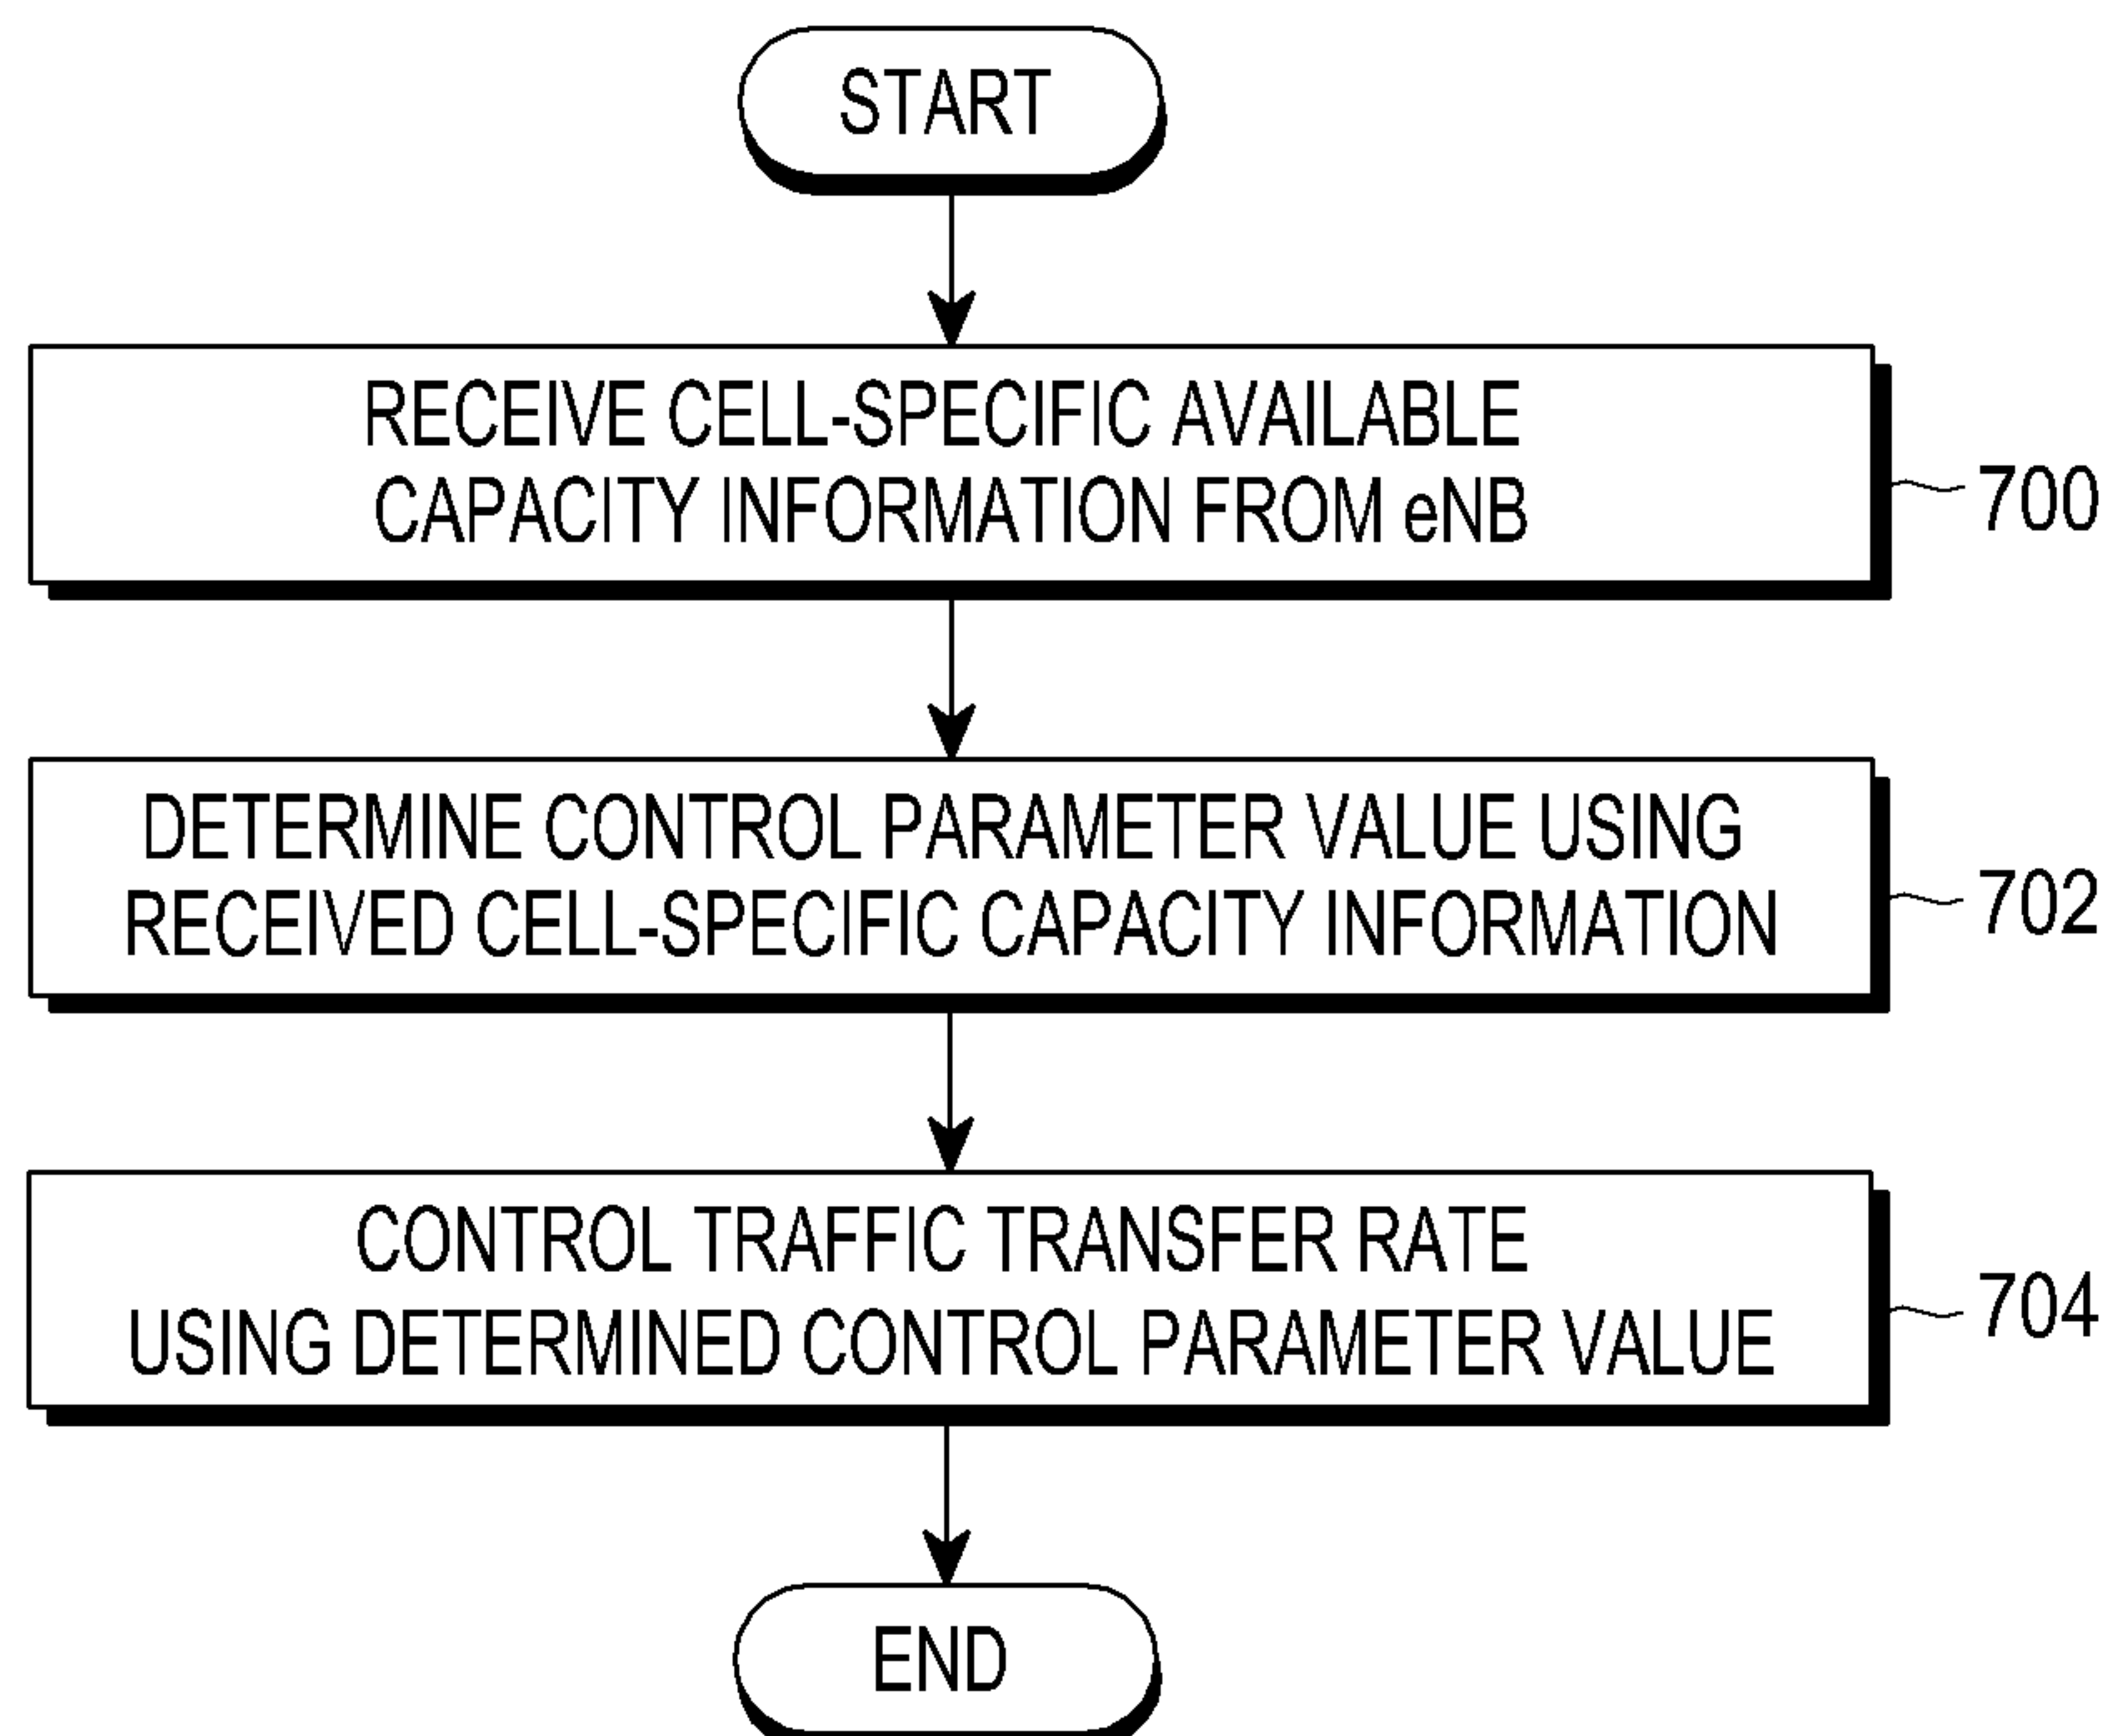 START
RECEIVE CELL-SPECIFIC AVAILABLE
CAPACITY INFORMATION FROM eNB
700
DETERMINE CONTROL PARAMETER VALUE USING
RECEIVED CELL-SPECIFIC CAPACITY INFORMATION
702
CONTROL TRAFFIC TRANSFER RATE
USING DETERMINED CONTROL PARAMETER VALUE
704
END